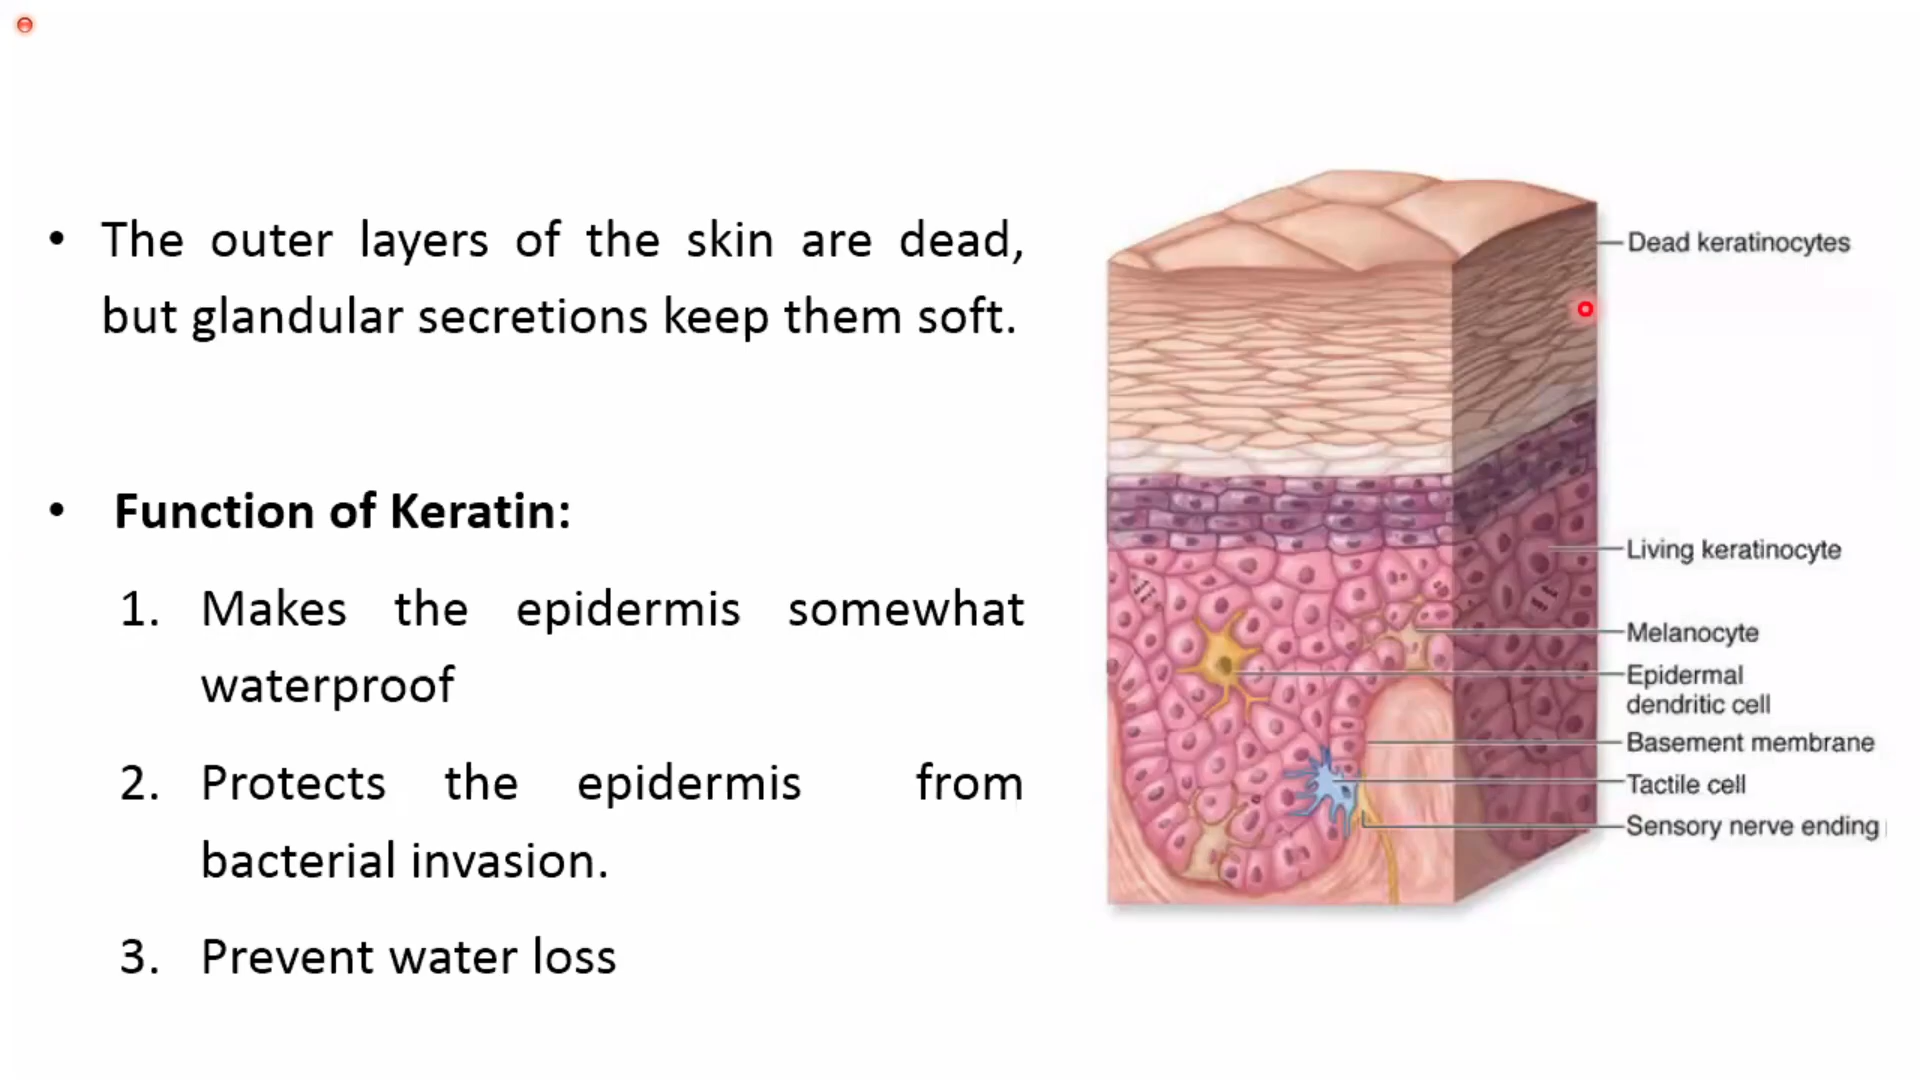 • The outer layers of the skin are dead,
but glandular secretions keep them soft.
• Function of Keratin:
1. Makes the epidermis somewhat
waterproof
2. Protects the epidermis from
bacterial invasion.
3. Prevent water loss
Dead keratinocytes
Living keratinocyte
Melanocyte
Epidermal
dendritic cell
Basement membrane
Tactile cell
Sensory nerve ending